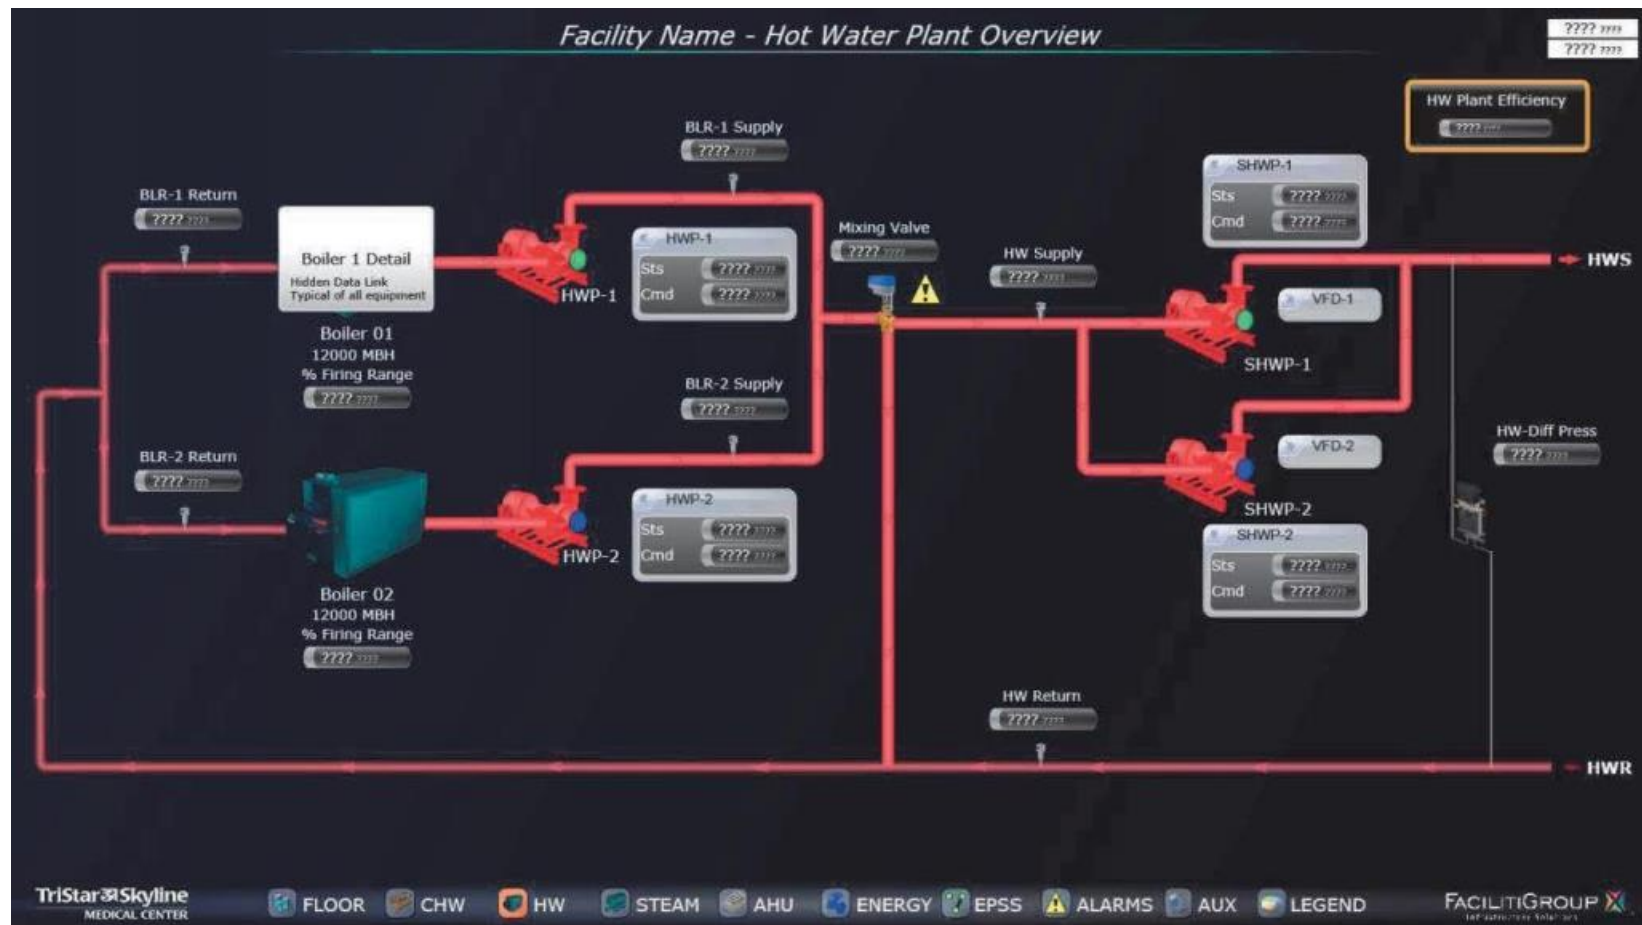 Facility Name - Hot Water Plant Overview
???? ????
???? ????
HW Plant Efficiency
???? ????
BLR-1 Supply
???? ????
SHWP-1
Sts ???? ????
Cmd ???? ????
BLR-1 Return
???? ????
Boiler 1 Detail
Hidden Data Link
Typical of all equipment
HWP-1
HWP-1
Sts ???? ????
Cmd ???? ????
Mixing Valve
???? ????
HW Supply
???? ????
HWS
VFD-1
SHWP-1
Boiler 01
12000 MBH
% Firing Range
???? ????
BLR-2 Supply
???? ????
BLR-2 Return
???? ????
VFD-2
HW-Diff Press
???? ????
SHWP-2
SHWP-2
Sts ???? ????
Cmd ???? ????
HWP-2
HWP-2
Sts ???? ????
Cmd ???? ????
Boiler 02
12000 MBH
% Firing Range
???? ????
HW Return
???? ????
HWR
TriStar Skyline
MEDICAL CENTER
FLOOR CHW HW STEAM AHU ENERGY EPSS ALARMS AUX LEGEND
FACILITIGROUP
Infrastructure Solutions